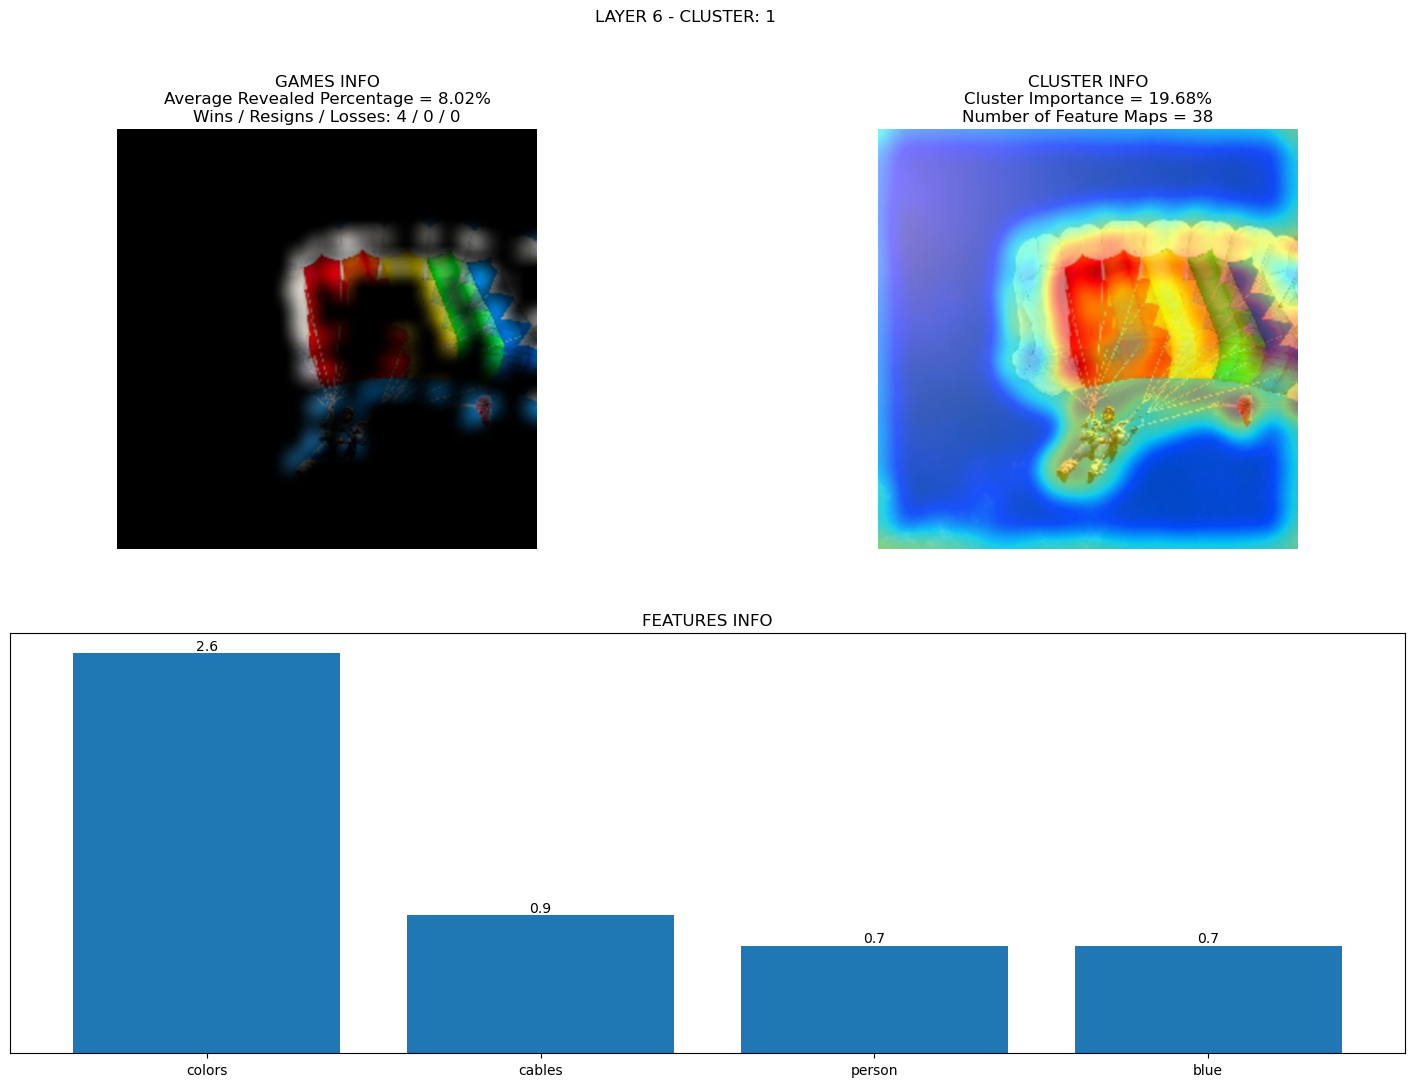 LAYER 6 - CLUSTER: 1
GAMES INFO
Average Revealed Percentage = 8.02%
Wins / Resigns / Losses: 4 / 0 / 0
CLUSTER INFO
Cluster Importance = 19.68%
Number of Feature Maps = 38
FEATURES INFO
2.6
0.9
0.7
0.7
colors
cables
person
blue